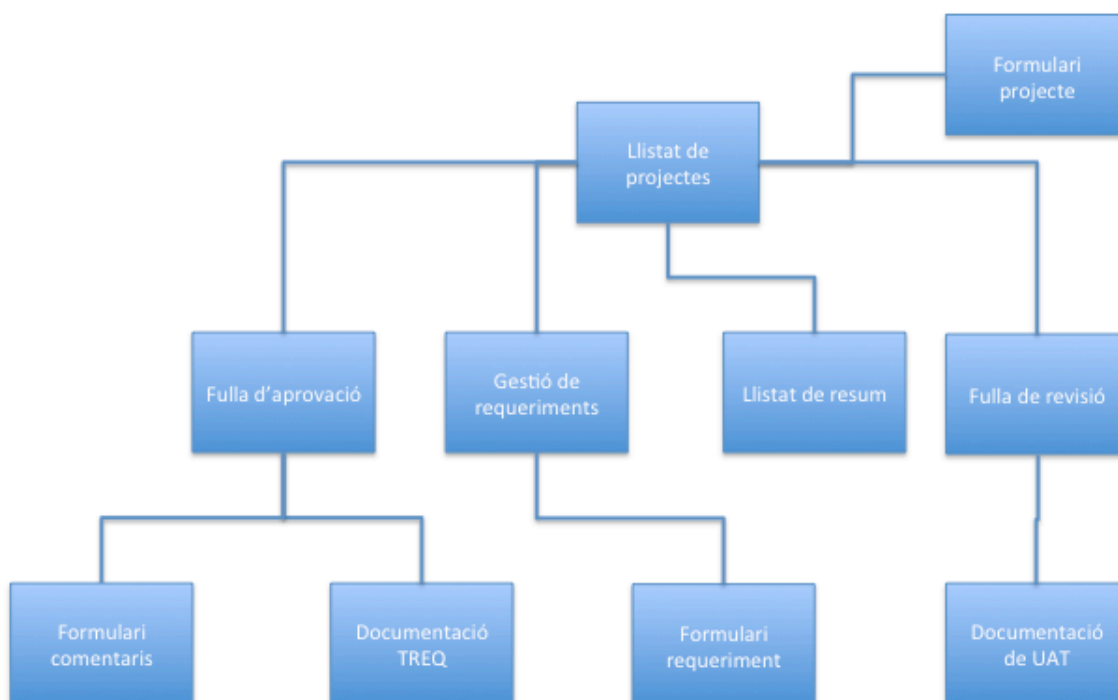 Formulari
projecte
Llistat de
projectes
Fulla d'aprovació
Gestió de
requeriments
Llistat de resum
Fulla de revisió
Formulari
comentaris
Documentació
TREQ
Formulari
requeriment
Documentació
de UAT